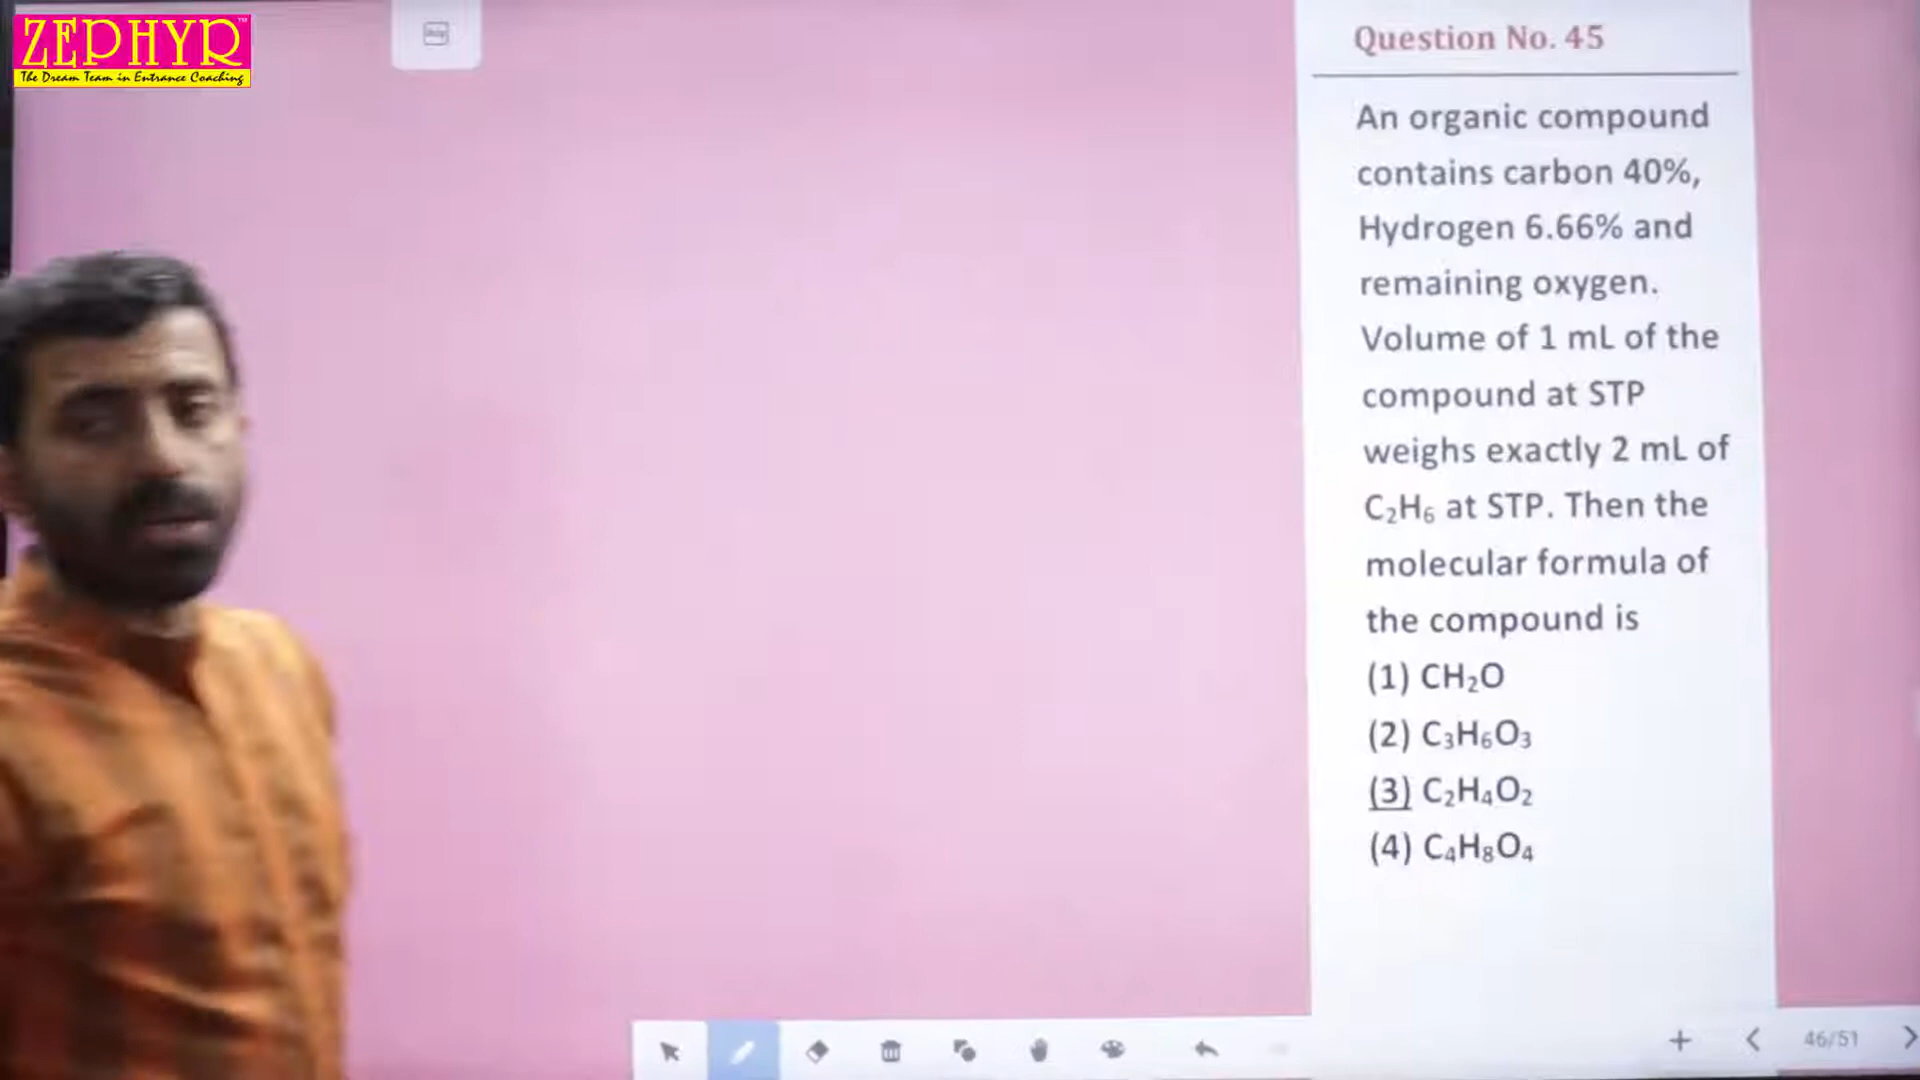 ZEPHYR™
The Dream Team in Entrance Coaching
Question No. 45
An organic compound
contains carbon 40%,
Hydrogen 6.66% and
remaining oxygen.
Volume of 1 mL of the
compound at STP
weighs exactly 2 mL of
C₂H₆ at STP. Then the
molecular formula of
the compound is
(1) CH₂O
(2) C₃H₆O₃
(3) C₂H₄O₂
(4) C₄H₈O₄
46/51